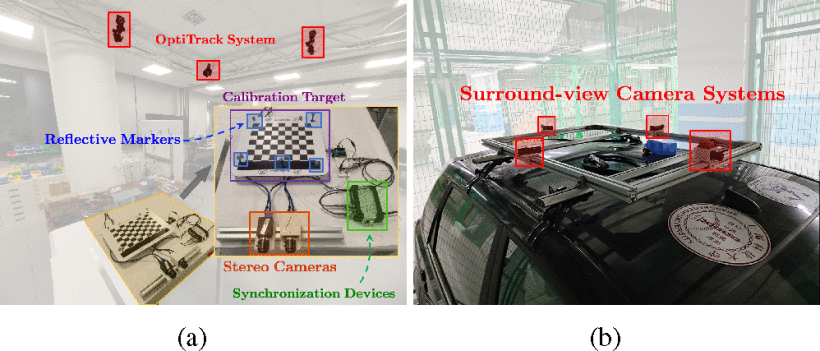 OptiTrack System
Calibration Target
Reflective Markers
Stereo Cameras
Synchronization Devices
Surround-view Camera Systems
(a)
(b)